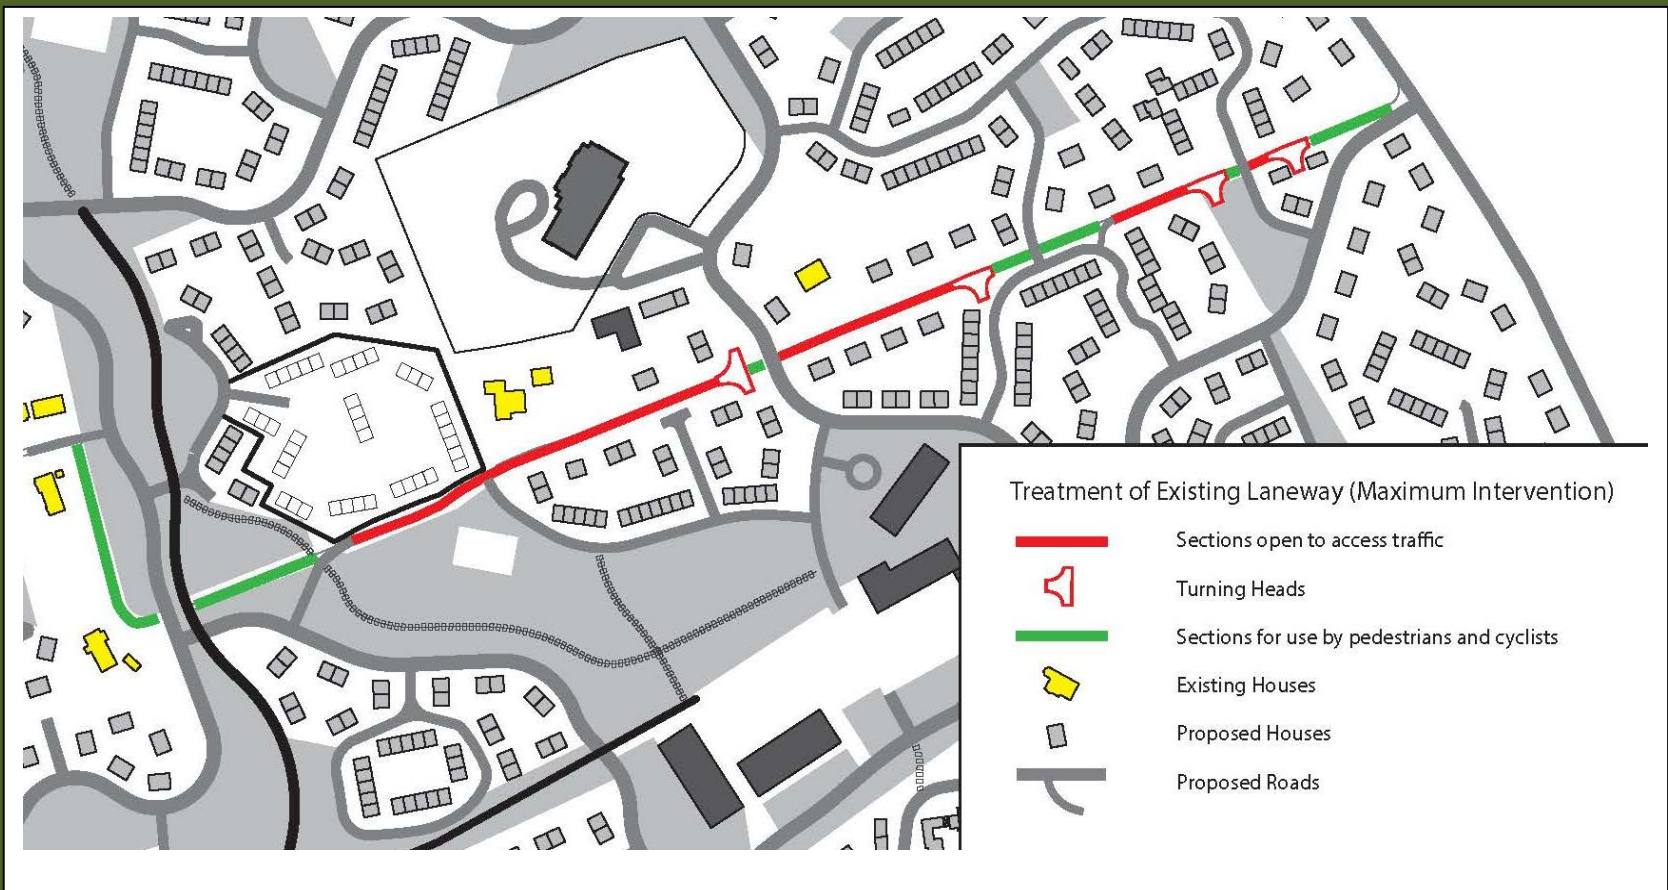 Treatment of Existing Laneway (Maximum Intervention)
Sections open to access traffic
Turning Heads
Sections for use by pedestrians and cyclists
Existing Houses
Proposed Houses
Proposed Roads